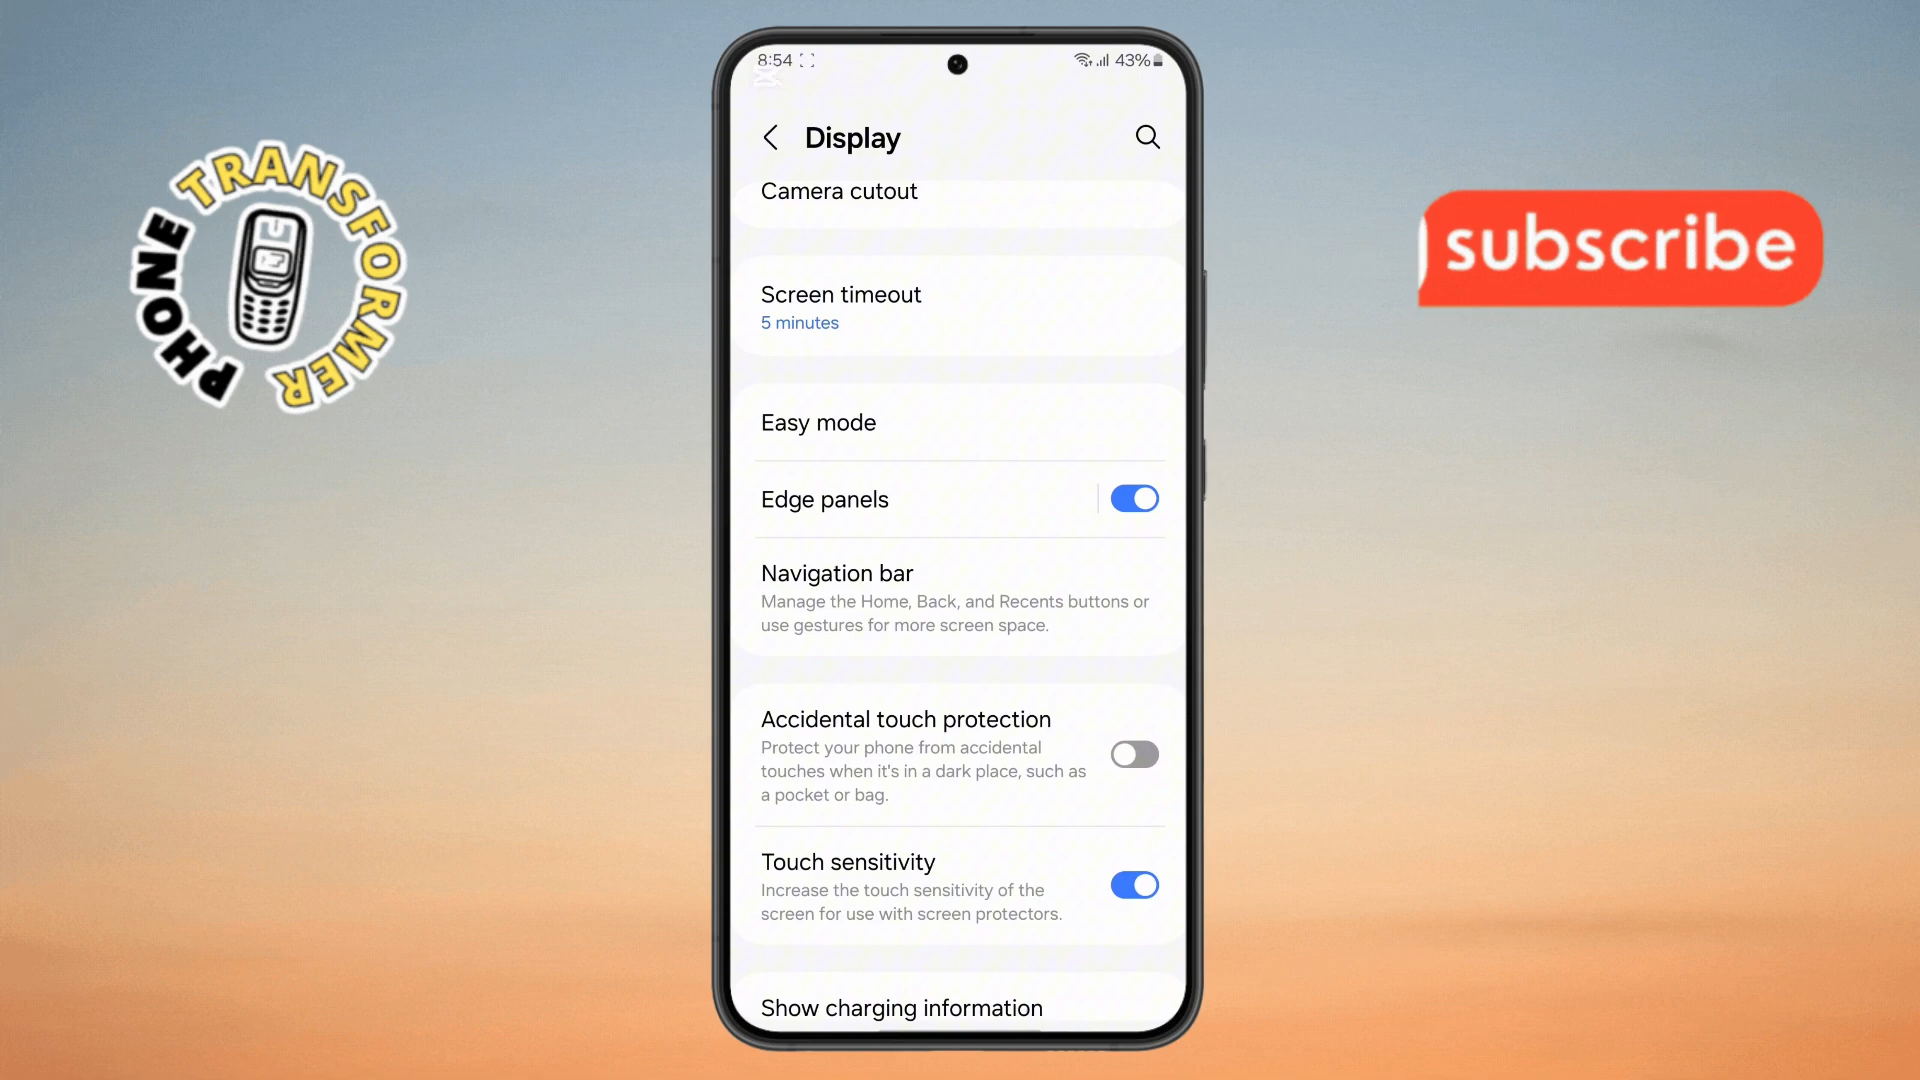 PHONE TRANSFORMER
subscribe
8:54
43%
Display
Camera cutout
Screen timeout
5 minutes
Easy mode
Edge panels
Navigation bar
Manage the Home, Back, and Recents buttons or
use gestures for more screen space.
Accidental touch protection
Protect your phone from accidental
touches when it's in a dark place, such as
a pocket or bag.
Touch sensitivity
Increase the touch sensitivity of the
screen for use with screen protectors.
Show charging information